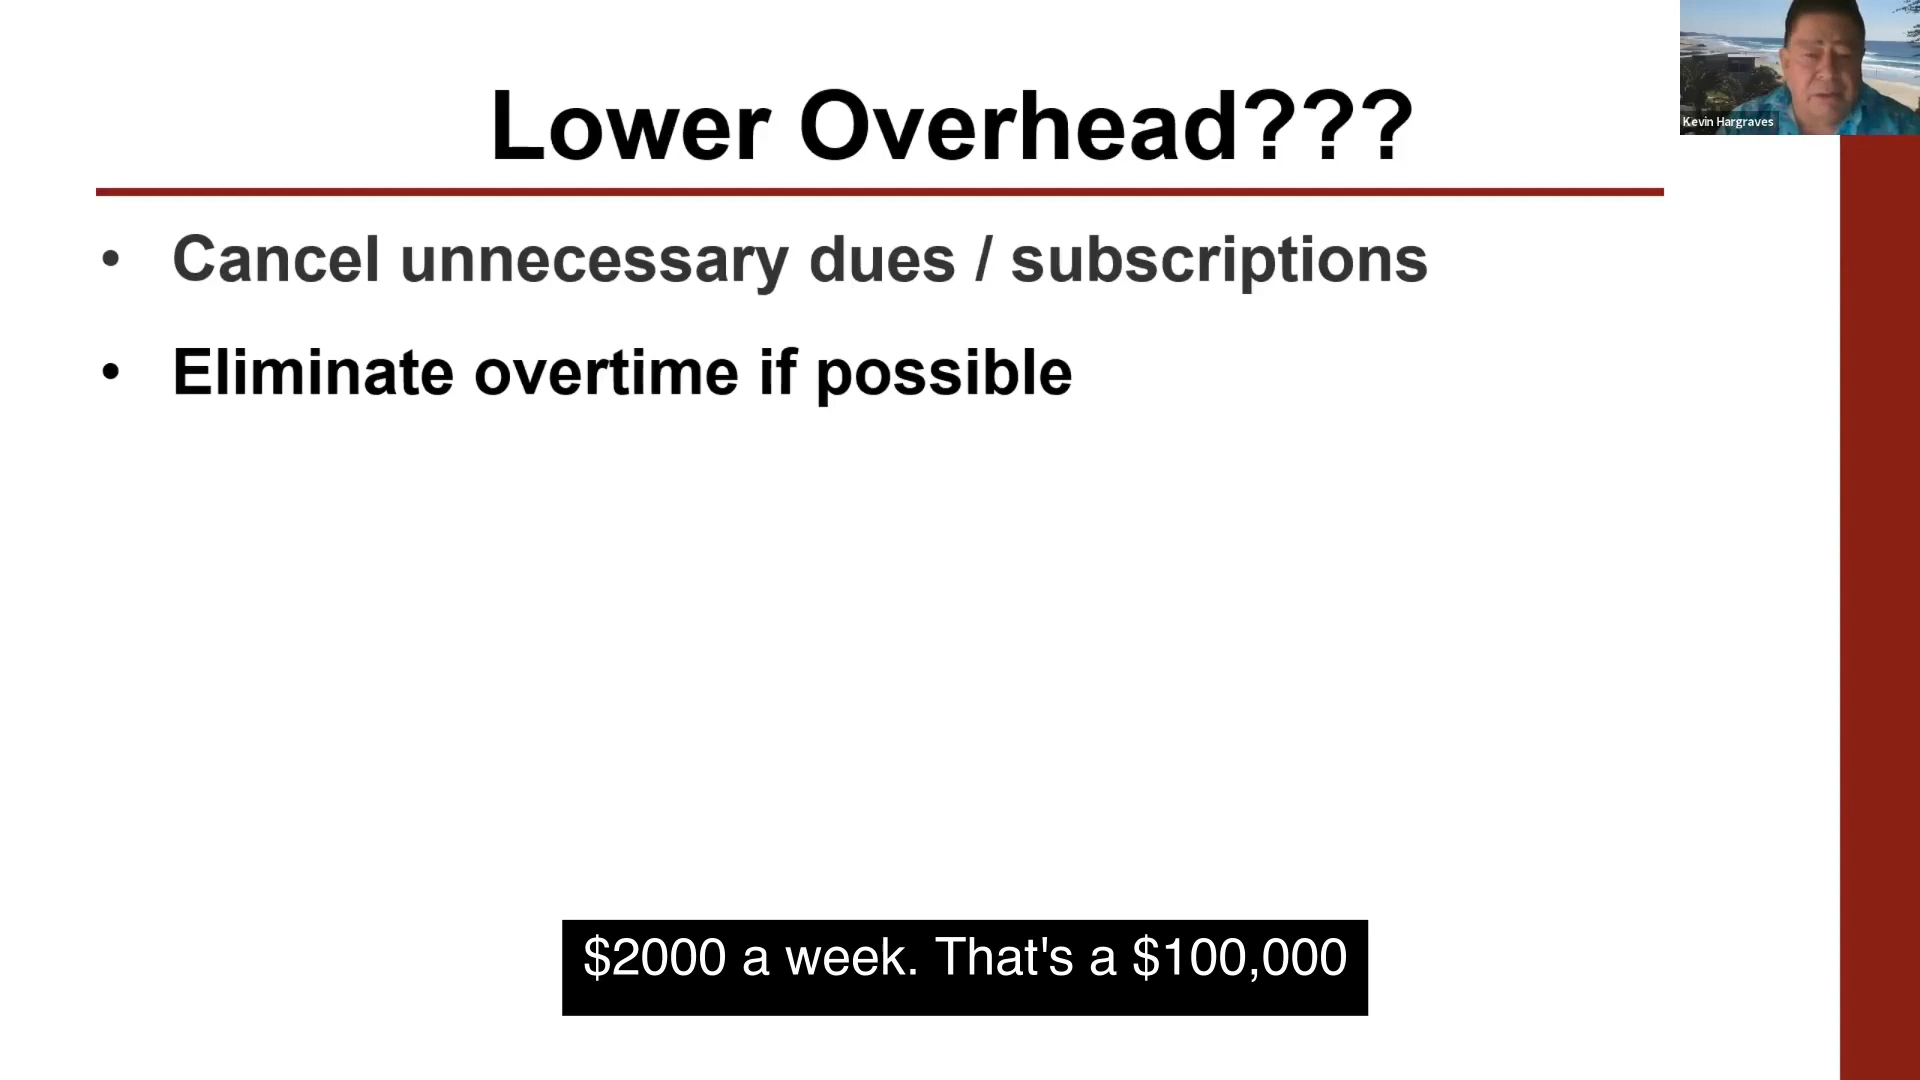 Lower Overhead???
Kevin Hargraves
• Cancel unnecessary dues / subscriptions
• Eliminate overtime if possible
$2000 a week. That's a $100,000